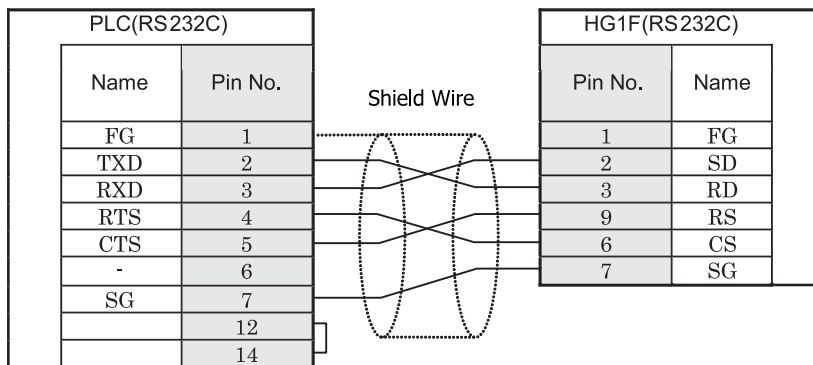 PLC(RS232C) HG1F(RS232C)
Name Pin No. Shield Wire Pin No. Name
FG 1 1 FG
TXD 2 2 SD
RXD 3 3 RD
RTS 4 9 RS
CTS 5 6 CS
- 6 7 SG
SG 7
12
14